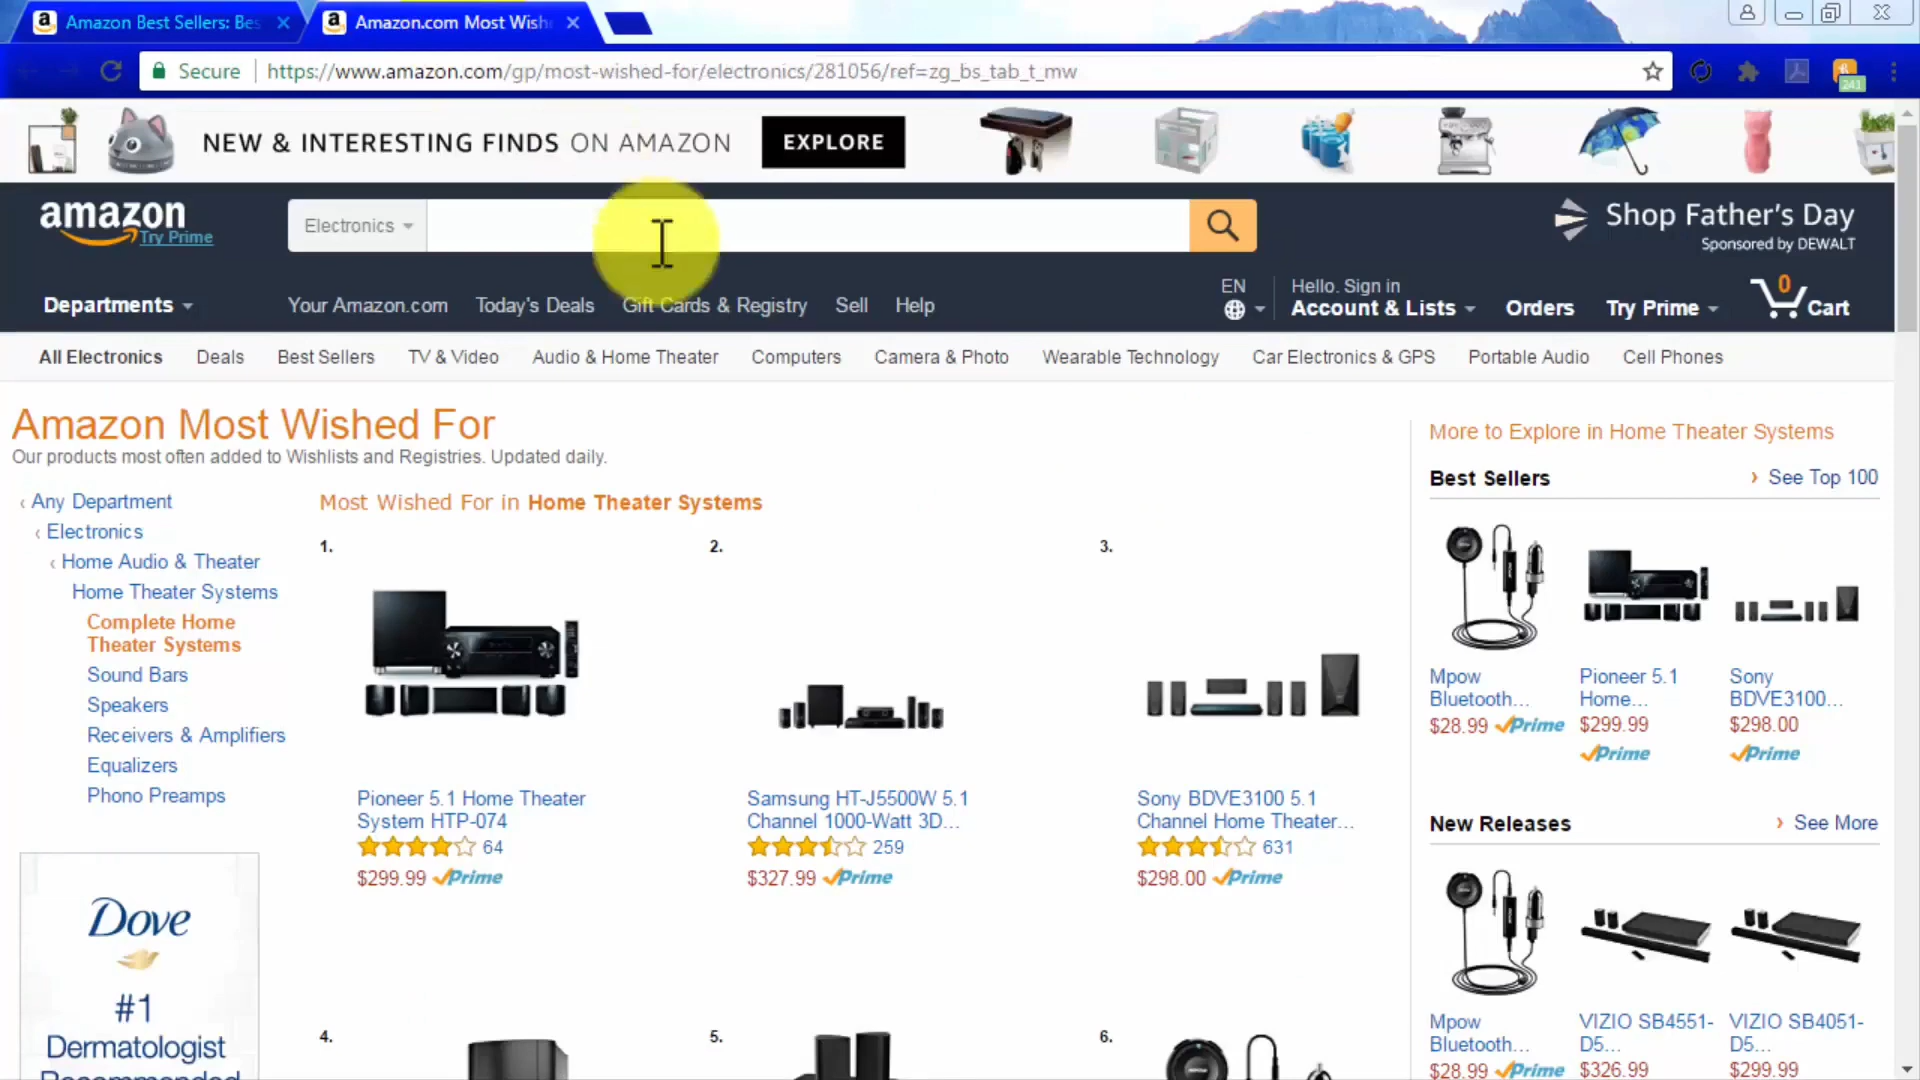 Amazon Best Sellers: Bes
Amazon.com Most Wish
Secure
https://www.amazon.com/gp/most-wished-for/electronics/281056/ref=zg_bs_tab_t_mw
241
NEW & INTERESTING FINDS ON AMAZON
EXPLORE
amazon
Try Prime
Electronics
Shop Father's Day
Sponsored by DEWALT
Departments
Your Amazon.com
Today's Deals
Gift Cards & Registry
Sell
Help
EN
Hello. Sign in
Account & Lists
Orders
Try Prime
0
Cart
All Electronics
Deals
Best Sellers
TV & Video
Audio & Home Theater
Computers
Camera & Photo
Wearable Technology
Car Electronics & GPS
Portable Audio
Cell Phones
Amazon Most Wished For
Our products most often added to Wishlists and Registries. Updated daily.
‹ Any Department
‹ Electronics
‹ Home Audio & Theater
Home Theater Systems
Complete Home
Theater Systems
Sound Bars
Speakers
Receivers & Amplifiers
Equalizers
Phono Preamps
Dove
#1
Dermatologist
Recommended
Most Wished For in Home Theater Systems
1.
Pioneer 5.1 Home Theater
System HTP-074
64
$299.99 Prime
2.
Samsung HT-J5500W 5.1
Channel 1000-Watt 3D...
259
$327.99 Prime
3.
Sony BDVE3100 5.1
Channel Home Theater...
631
$298.00 Prime
4.
5.
6.
More to Explore in Home Theater Systems
Best Sellers
› See Top 100
Mpow
Bluetooth...
$28.99 Prime
Pioneer 5.1
Home...
$299.99
Prime
Sony
BDVE3100...
$298.00
Prime
New Releases
› See More
Mpow
Bluetooth...
$28.99 Prime
VIZIO SB4551-
D5...
$326.99
VIZIO SB4051-
D5...
$299.99